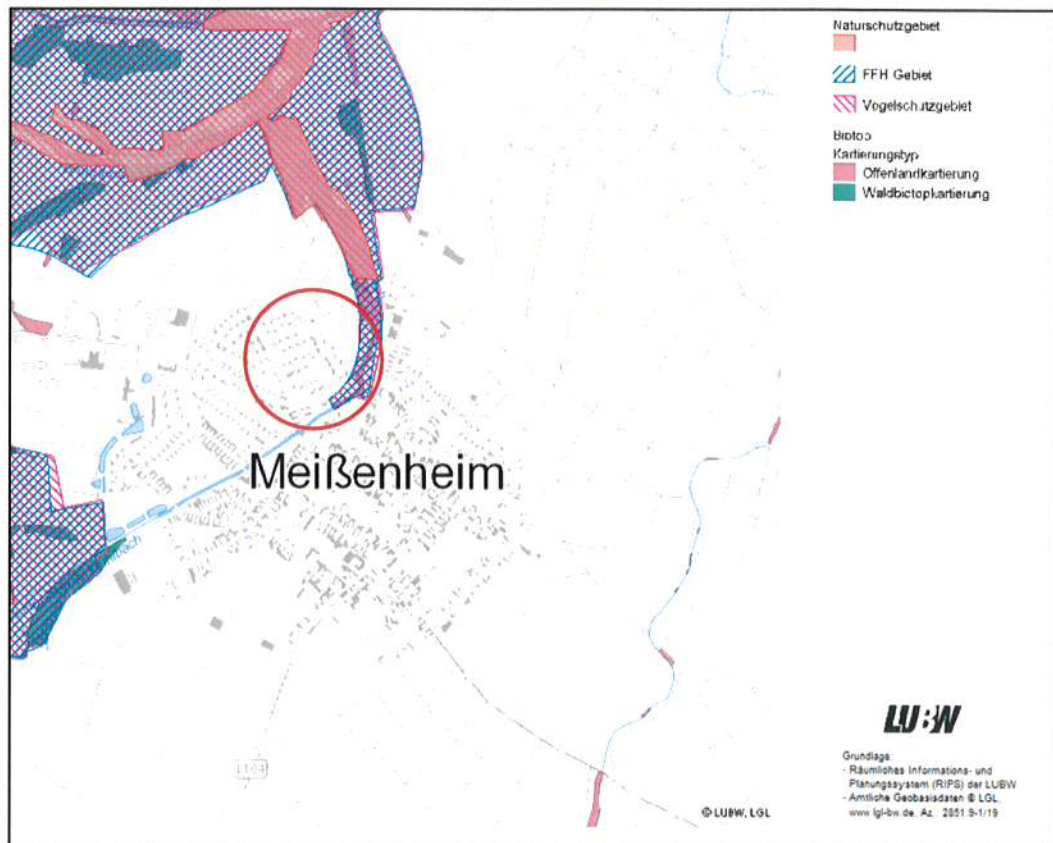 Naturschutzgebiet
FFH Gebiet
Vogelschutzgebiet
Biotop
Kartierungstyp
Offenlandkartierung
Waldbiotopkartierung
Meißenheim
LUBW
Grundlage:
- Räumliches Informations- und
Planungssystem (RIPS) der LUBW
- Amtliche Geobasisdaten © LGL,
www.lgl-bw.de, Az.: 2851.9-1/19
© LUBW, LGL